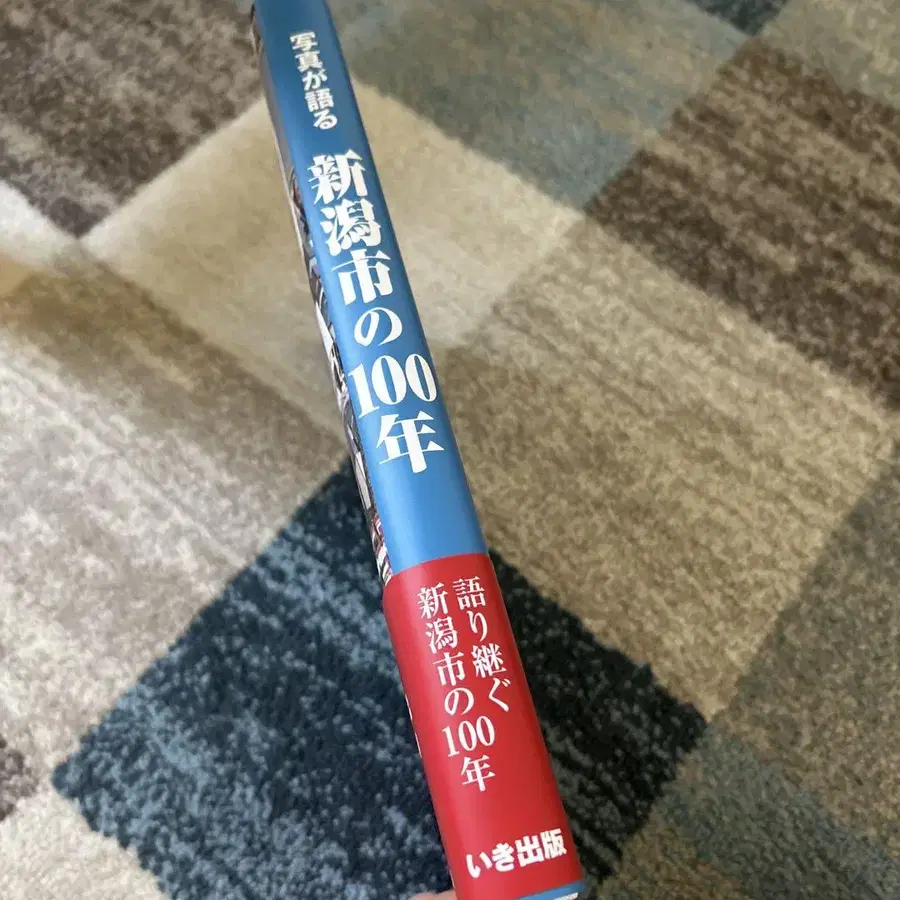 写真が語る
新潟市の100年
語り継ぐ
新潟市の100年
いき出版